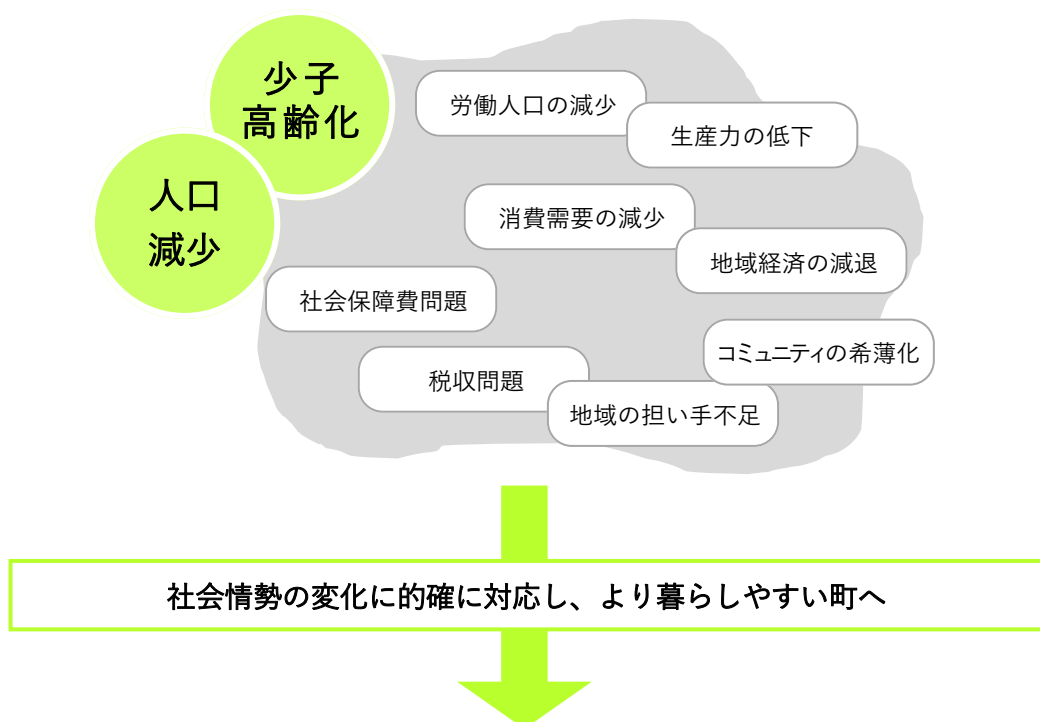 少子
高齢化
人口
減少
労働人口の減少
生産力の低下
消費需要の減少
地域経済の減退
社会保障費問題
コミュニティの希薄化
税収問題
地域の担い手不足
社会情勢の変化に的確に対応し、より暮らしやすい町へ